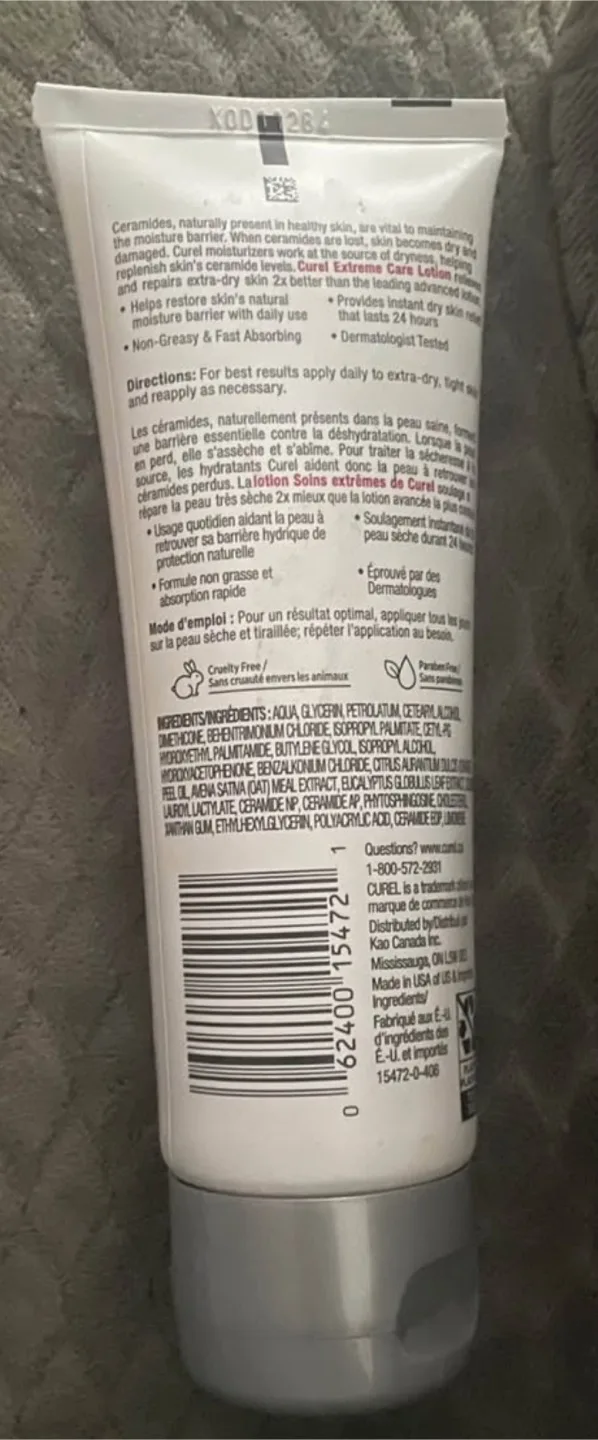 Ceramides, naturally present in healthy skin, are vital to maintaining
the moisture barrier. When ceramides are lost, skin becomes dry and
damaged. Curel moisturizers work at the source of dryness, helping
replenish skin's ceramide levels. Curel Extreme Care Lotion
and repairs extra-dry skin 2x better than the leading advanced lotion.
• Helps restore skin's natural
moisture barrier with daily use
• Non-Greasy & Fast Absorbing
• Provides instant dry skin
that lasts 24 hours
• Dermatologist Tested
Directions: For best results apply daily to extra-dry, tight
and reapply as necessary.
Les céramides, naturellement présents dans la peau saine,
une barrière essentielle contre la déshydratation. Lorsque la
en perd, elle s'assèche et s'abîme. Pour traiter la sécheresse à
source, les hydratants Curel aident donc la peau à retrouver
céramides perdus. La lotion Soins extrêmes de Curel soulage
répare la peau très sèche 2x mieux que la lotion avancée la plus
• Usage quotidien aidant la peau à
retrouver sa barrière hydrique de
protection naturelle
• Formule non grasse et
absorption rapide
• Soulagement
peau sèche durant 24
• Éprouvé par des
Dermatologues
Mode d'emploi : Pour un résultat optimal, appliquer tous les
sur la peau sèche et tiraillée; répéter l'application au besoin.
Cruelty Free /
Sans cruauté envers les animaux
Paraben Free /
Sans
INGREDIENTS/INGRÉDIENTS : AQUA, GLYCERIN, PETROLATUM, CETEARYL ALCOHOL,
DIMETHICONE, BEHENTRIMONIUM CHLORIDE, ISOPROPYL PALMITATE, CETYL-PG
HYDROXYETHYL PALMITAMIDE, BUTYLENE GLYCOL, ISOPROPYL ALCOHOL,
HYDROXYACETOPHENONE, BENZALKONIUM CHLORIDE, CITRUS AURANTIUM DULCIS
PEEL OIL, AVENA SATIVA (OAT) MEAL EXTRACT, EUCALYPTUS GLOBULUS LEAF EXTRACT,
LAUROYL LACTYLATE, CERAMIDE NP, CERAMIDE AP, PHYTOSPHINGOSINE, CHOLESTEROL,
XANTHAN GUM, ETHYLHEXYLGLYCERIN, POLYACRYLIC ACID, CERAMIDE EOP, LIMONENE
0 62400 15472 1
Questions?
1-800-572-2931
CUREL is a trademark
marque de commerce
Distributed by/
Kao Canada Inc.
Mississauga, ON
Made in USA of US &
Ingredients/
Fabriqué aux É.-U.
d'ingrédients des
É.-U. et importés
15472-0-406